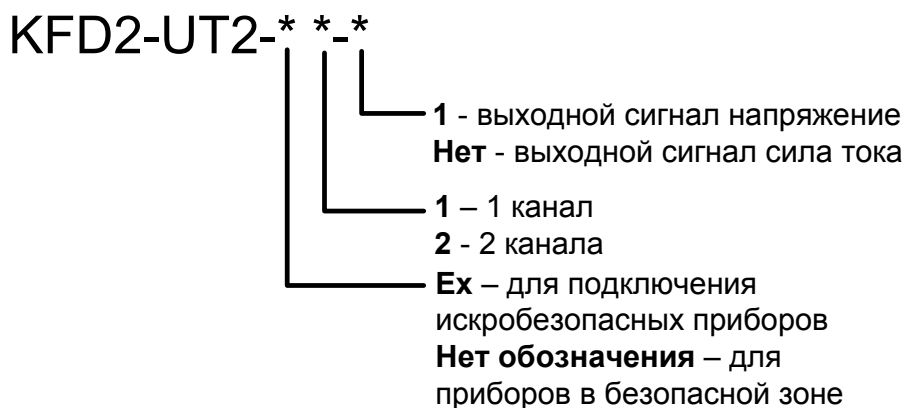 KFD2-UT2-* *-*
1 - выходной сигнал напряжение
Нет - выходной сигнал сила тока
1 – 1 канал
2 - 2 канала
Ex – для подключения
искробезопасных приборов
Нет обозначения – для
приборов в безопасной зоне